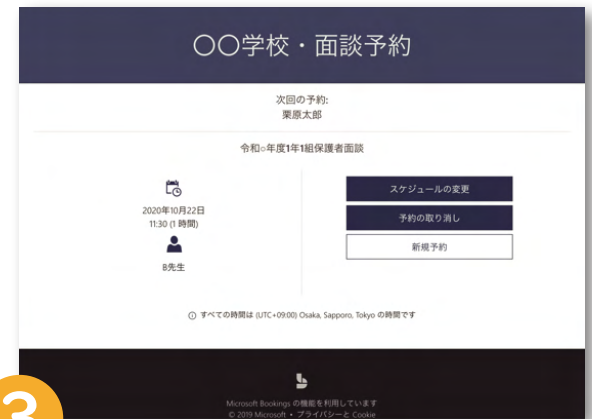 〇〇学校・面談予約
次回の予約:
栗原太郎
令和○年度1年1組保護者面談
2020年10月22日
11:30 (1 時間)
B先生
スケジュールの変更
予約の取り消し
新規予約
すべての時間は (UTC+09:00) Osaka, Sapporo, Tokyo の時間です
Microsoft Bookings の機能を利用しています
© 2019 Microsoft • プライバシーと Cookie
3